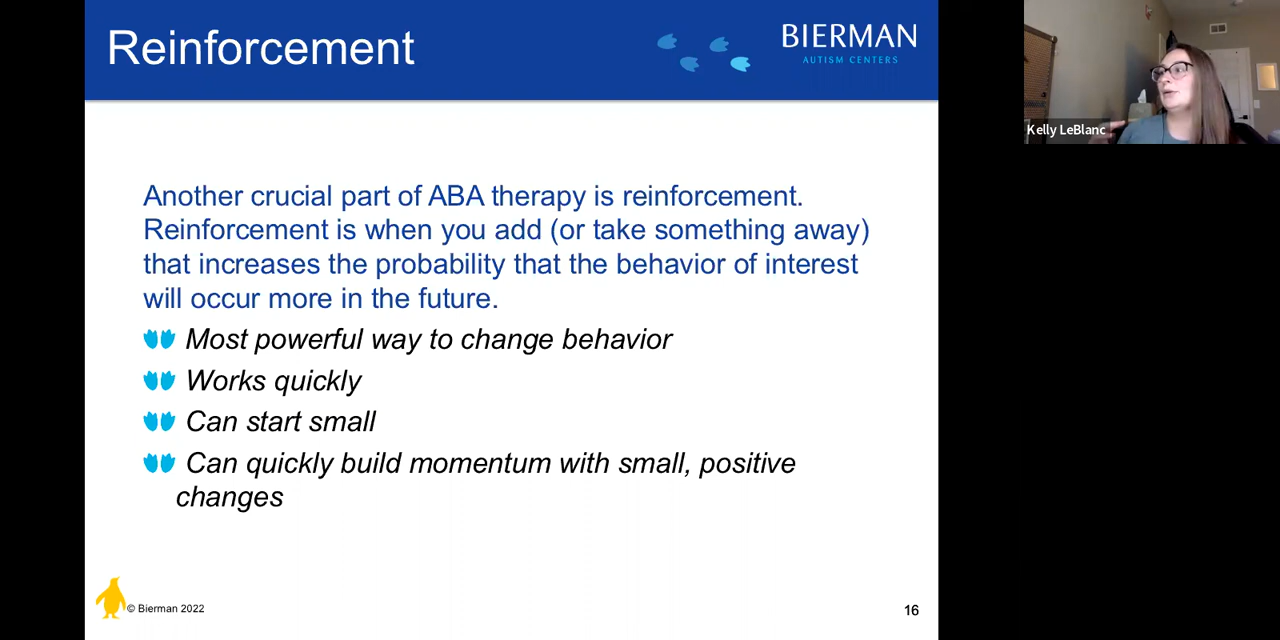 Reinforcement
BIERMAN
AUTISM CENTERS
Kelly LeBlanc
Another crucial part of ABA therapy is reinforcement.
Reinforcement is when you add (or take something away)
that increases the probability that the behavior of interest
will occur more in the future.
Most powerful way to change behavior
Works quickly
Can start small
Can quickly build momentum with small, positive
changes
© Bierman 2022
16